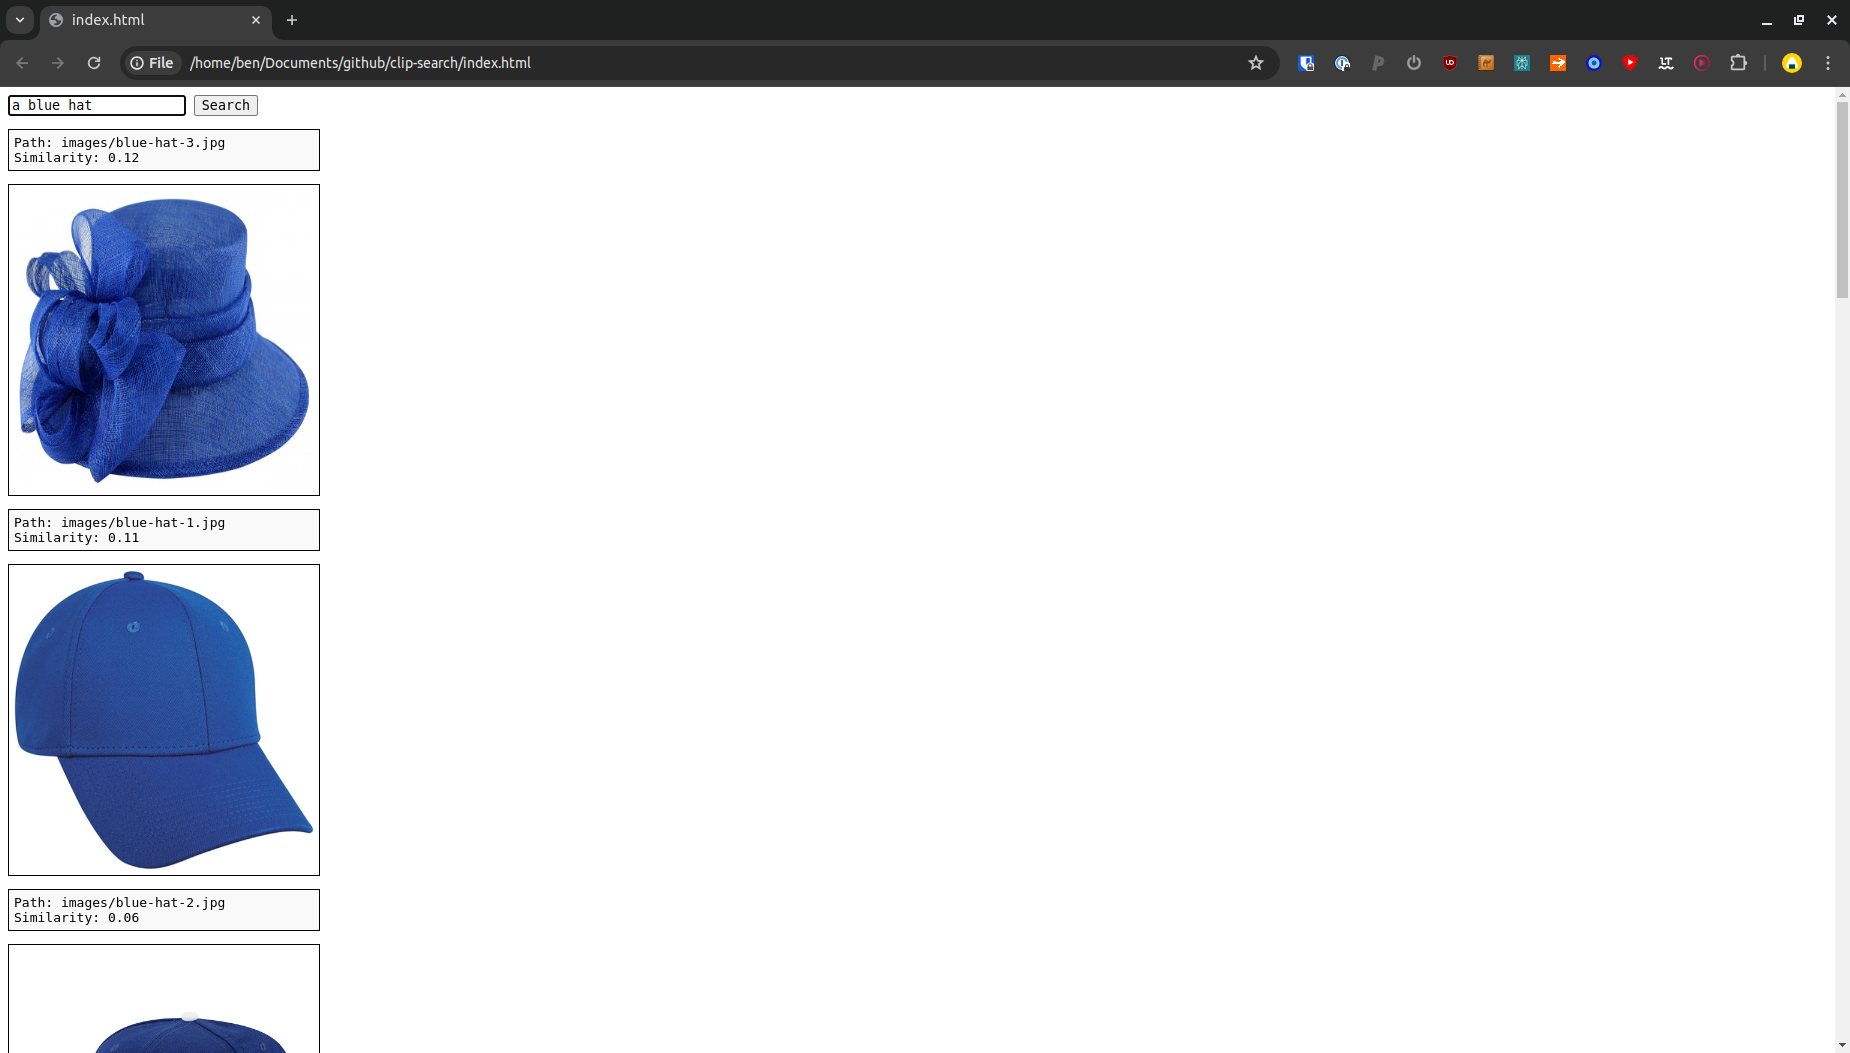 index.html
File
/home/ben/Documents/github/clip-search/index.html
a blue hat
Search
Path: images/blue-hat-3.jpg
Similarity: 0.12
Path: images/blue-hat-1.jpg
Similarity: 0.11
Path: images/blue-hat-2.jpg
Similarity: 0.06